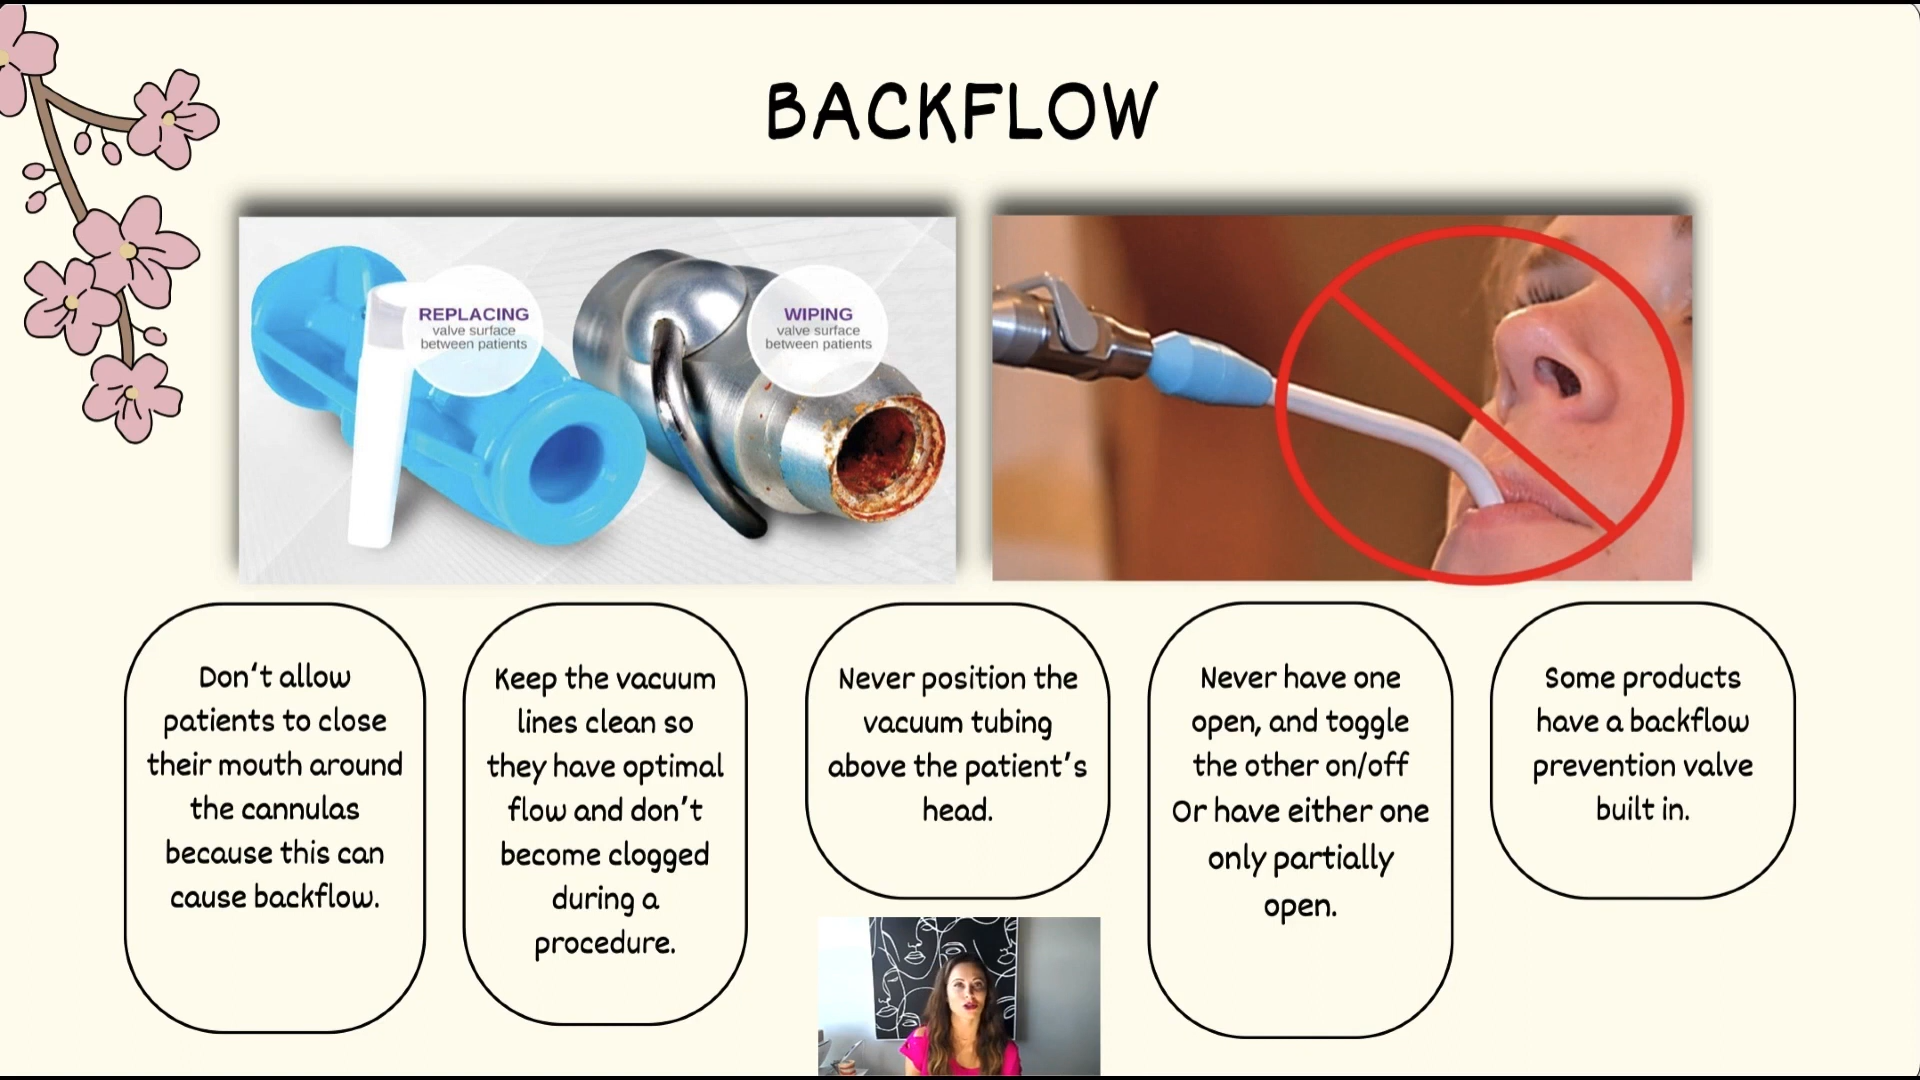 BACKFLOW
REPLACING
valve surface
between patients
WIPING
valve surface
between patients
Don't allow
patients to close
their mouth around
the cannulas
because this can
cause backflow.
Keep the vacuum
lines clean so
they have optimal
flow and don't
become clogged
during a
procedure.
Never position the
vacuum tubing
above the patient's
head.
Never have one
open, and toggle
the other on/off
Or have either one
only partially
open.
Some products
have a backflow
prevention valve
built in.